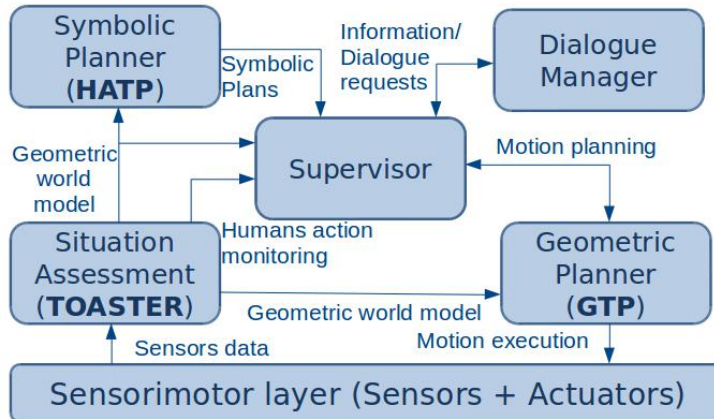 Symbolic
Planner
(HATP)
Symbolic
Plans
Information/
Dialogue
requests
Dialogue
Manager
Geometric
world
model
Supervisor
Motion planning
Humans action
monitoring
Situation
Assessment
(TOASTER)
Geometric
Planner
(GTP)
Geometric world model
Motion execution
Sensors data
Sensorimotor layer (Sensors + Actuators)